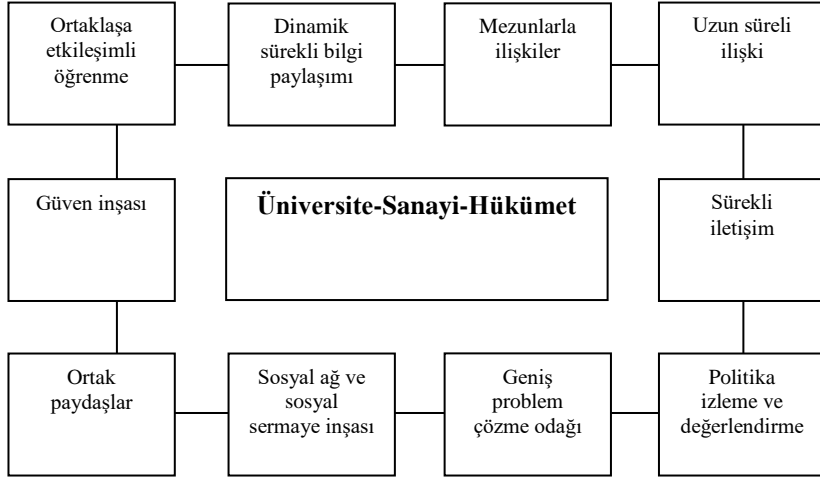 Ortaklaşa
etkileşimli
öğrenme
Dinamik
sürekli bilgi
paylaşımı
Mezunlarla
ilişkiler
Uzun süreli
ilişki
Güven inşası
Üniversite-Sanayi-Hükümet
Sürekli
iletişim
Ortak
paydaşlar
Sosyal ağ ve
sosyal
sermaye inşası
Geniş
problem
çözme odağı
Politika
izleme ve
değerlendirme